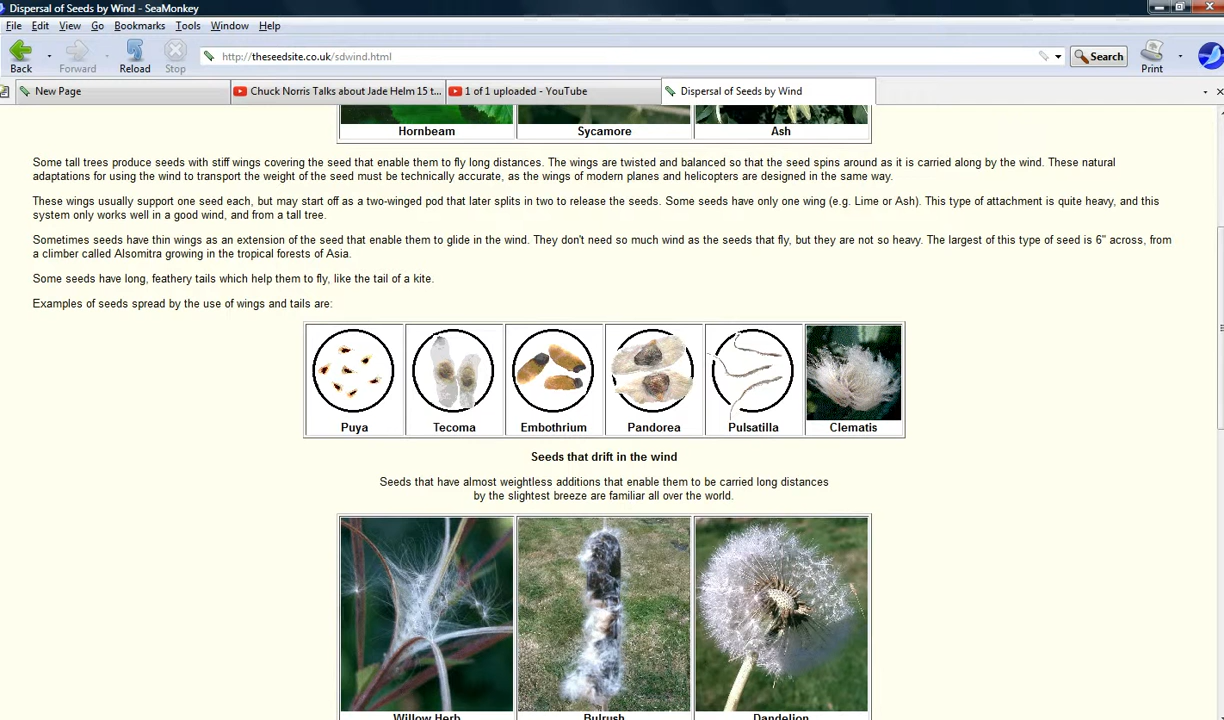 Dispersal of Seeds by Wind - SeaMonkey
File Edit View Go Bookmarks Tools Window Help
Back Forward Reload Stop http://theseedsite.co.uk/sdwind.html Search Print
New Page Chuck Norris Talks about Jade Helm 15 t... 1 of 1 uploaded - YouTube Dispersal of Seeds by Wind
Hornbeam Sycamore Ash
Some tall trees produce seeds with stiff wings covering the seed that enable them to fly long distances. The wings are twisted and balanced so that the seed spins around as it is carried along by the wind. These natural
adaptations for using the wind to transport the weight of the seed must be technically accurate, as the wings of modern planes and helicopters are designed in the same way.
These wings usually support one seed each, but may start off as a two-winged pod that later splits in two to release the seeds. Some seeds have only one wing (e.g. Lime or Ash). This type of attachment is quite heavy, and this
system only works well in a good wind, and from a tall tree.
Sometimes seeds have thin wings as an extension of the seed that enable them to glide in the wind. They don't need so much wind as the seeds that fly, but they are not so heavy. The largest of this type of seed is 6" across, from
a climber called Alsomitra growing in the tropical forests of Asia.
Some seeds have long, feathery tails which help them to fly, like the tail of a kite.
Examples of seeds spread by the use of wings and tails are:
Puya Tecoma Embothrium Pandorea Pulsatilla Clematis
Seeds that drift in the wind
Seeds that have almost weightless additions that enable them to be carried long distances
by the slightest breeze are familiar all over the world.
Willow Herb Bulrush Dandelion